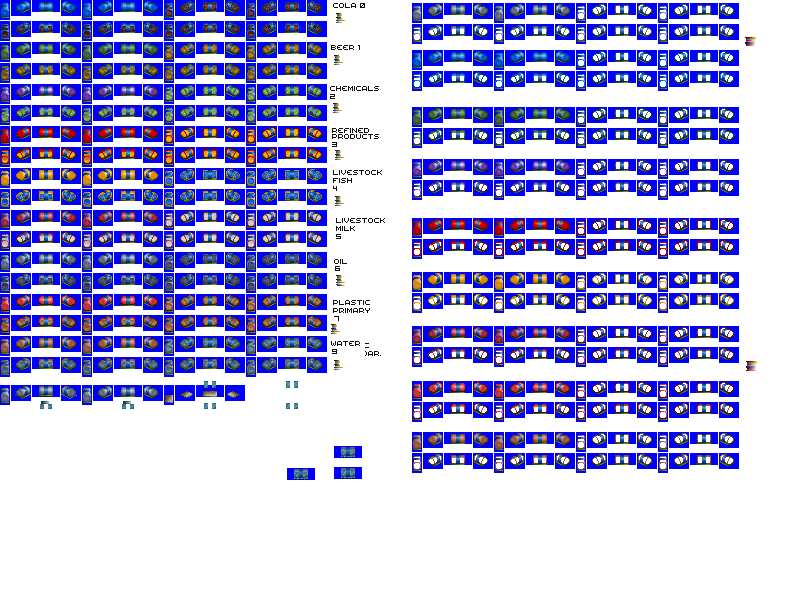 COLA 0
BEER 1
CHEMICALS
2
REFINED
PRODUCTS
3
LIVESTOCK
FISH
4
LIVESTOCK
MILK
5
OIL
6
PLASTIC
PRIMARY
7
WATER
9